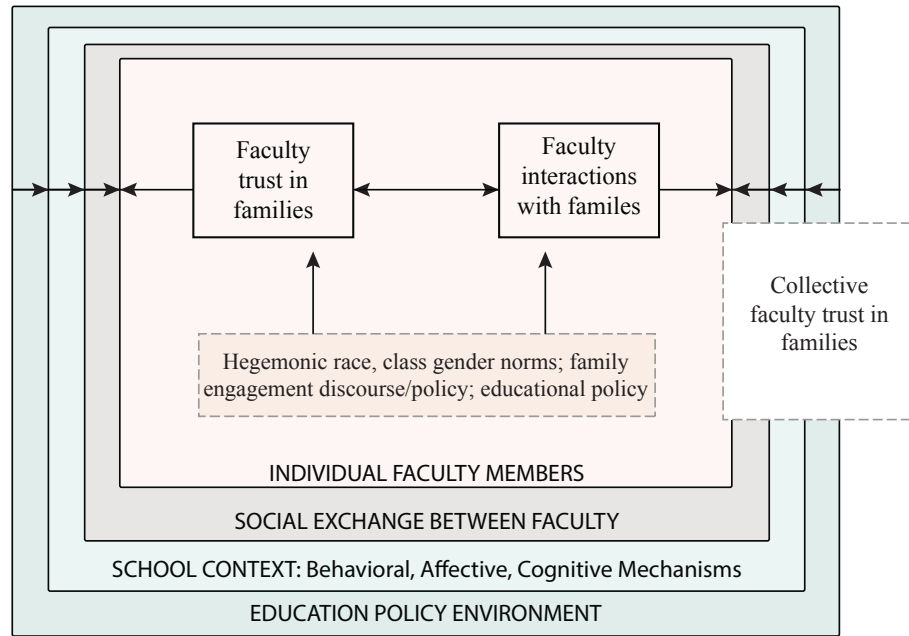 Faculty
trust in
families
Faculty
interactions
with familes
Collective
faculty trust in
families
Hegemonic race, class gender norms; family
engagement discourse/policy; educational policy
INDIVIDUAL FACULTY MEMBERS
SOCIAL EXCHANGE BETWEEN FACULTY
SCHOOL CONTEXT: Behavioral, Affective, Cognitive Mechanisms
EDUCATION POLICY ENVIRONMENT